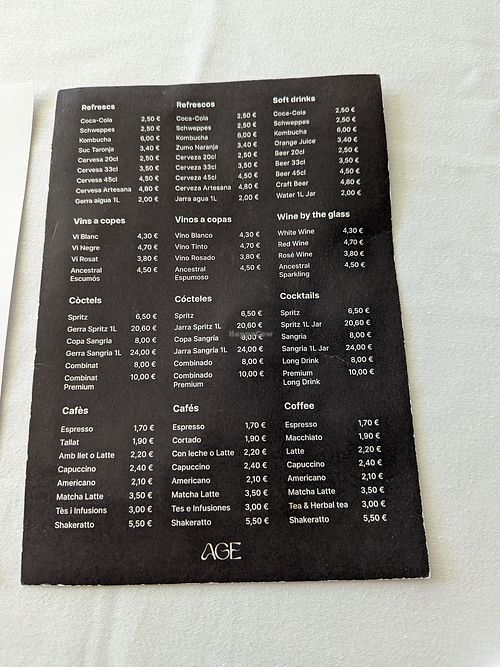 Refrescs
Coca-Cola 2,50 €
Schweppes 2,50 €
Kombucha 6,00 €
Suc Taronja 3,40 €
Cervesa 20cl 2,50 €
Cervesa 33cl 3,50 €
Cervesa 45cl 4,50 €
Cervesa Artesana 4,80 €
Gerra aigua 1L 2,00 €
Vins a copes
Vi Blanc 4,30 €
Vi Negre 4,70 €
Vi Rosat 3,80 €
Ancestral 4,50 €
Escumós
Còctels
Spritz 6,50 €
Gerra Spritz 1L 20,60 €
Copa Sangria 8,00 €
Gerra Sangria 1L 24,00 €
Combinat 8,00 €
Combinat 10,00 €
Premium
Cafès
Espresso 1,70 €
Tallat 1,90 €
Amb llet o Latte 2,20 €
Capuccino 2,40 €
Americano 2,10 €
Matcha Latte 3,50 €
Tès i Infusions 3,00 €
Shakeratto 5,50 €
Refrescos
Coca-Cola 2,50 €
Schweppes 2,50 €
Kombucha 6,00 €
Zumo Naranja 3,40 €
Cerveza 20cl 2,50 €
Cerveza 33cl 3,50 €
Cerveza 45cl 4,50 €
Cerveza Artesana 4,80 €
Jarra agua 1L 2,00 €
Vinos a copas
Vino Blanco 4,30 €
Vino Tinto 4,70 €
Vino Rosado 3,80 €
Ancestral 4,50 €
Espumoso
Cócteles
Spritz 6,50 €
Jarra Spritz 1L 20,60 €
Copa Sangría 8,00 €
Jarra Sangría 1L 24,00 €
Combinado 8,00 €
Combinado 10,00 €
Premium
Cafés
Espresso 1,70 €
Cortado 1,90 €
Con leche o Latte 2,20 €
Capuccino 2,40 €
Americano 2,10 €
Matcha Latte 3,50 €
Tes e Infusiones 3,00 €
Shakeratto 5,50 €
Soft drinks
Coca-Cola 2,50 €
Schweppes 2,50 €
Kombucha 6,00 €
Orange Juice 3,40 €
Beer 20cl 2,50 €
Beer 33cl 3,50 €
Beer 45cl 4,50 €
Craft Beer 4,80 €
Water 1L Jar 2,00 €
Wine by the glass
White Wine 4,30 €
Red Wine 4,70 €
Rosé Wine 3,80 €
Ancestral 4,50 €
Sparkling
Cocktails
Spritz 6,50 €
Spritz 1L Jar 20,60 €
Sangria 8,00 €
Sangria 1L Jar 24,00 €
Long Drink 8,00 €
Premium 10,00 €
Long Drink
Coffee
Espresso 1,70 €
Macchiato 1,90 €
Latte 2,20 €
Capuccino 2,40 €
Americano 2,10 €
Matcha Latte 3,50 €
Tea & Herbal tea 3,00 €
Shakeratto 5,50 €
AGE